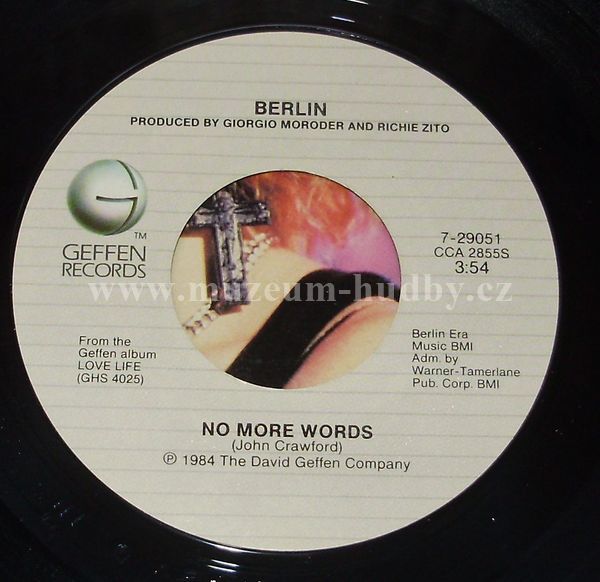 BERLIN
PRODUCED BY GIORGIO MORODER AND RICHIE ZITO
G
TM
GEFFEN
RECORDS
7-29051
CCA 2855S
3:54
www.muzeum-hudby.cz
From the
Geffen album
LOVE LIFE
(GHS 4025)
Berlin Era
Music BMI
Adm. by
Warner-Tamerlane
Pub. Corp. BMI
NO MORE WORDS
(John Crawford)
℗ 1984 The David Geffen Company